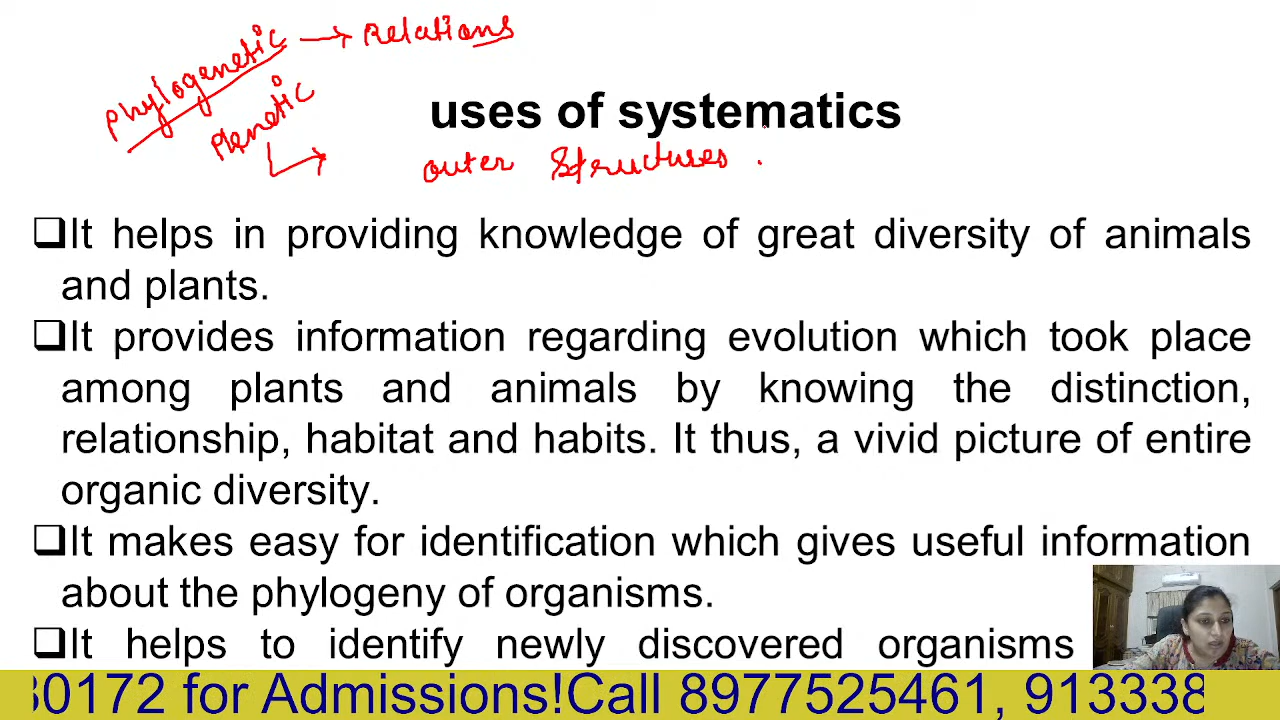 Phylogenetic → Relations
Phenetic
uses of systematics
outer Structures.
❑It helps in providing knowledge of great diversity of animals
and plants.
❑It provides information regarding evolution which took place
among plants and animals by knowing the distinction,
relationship, habitat and habits. It thus, a vivid picture of entire
organic diversity.
❑It makes easy for identification which gives useful information
about the phylogeny of organisms.
❑It helps to identify newly discovered organisms
30172 for Admissions!Call 8977525461, 913338